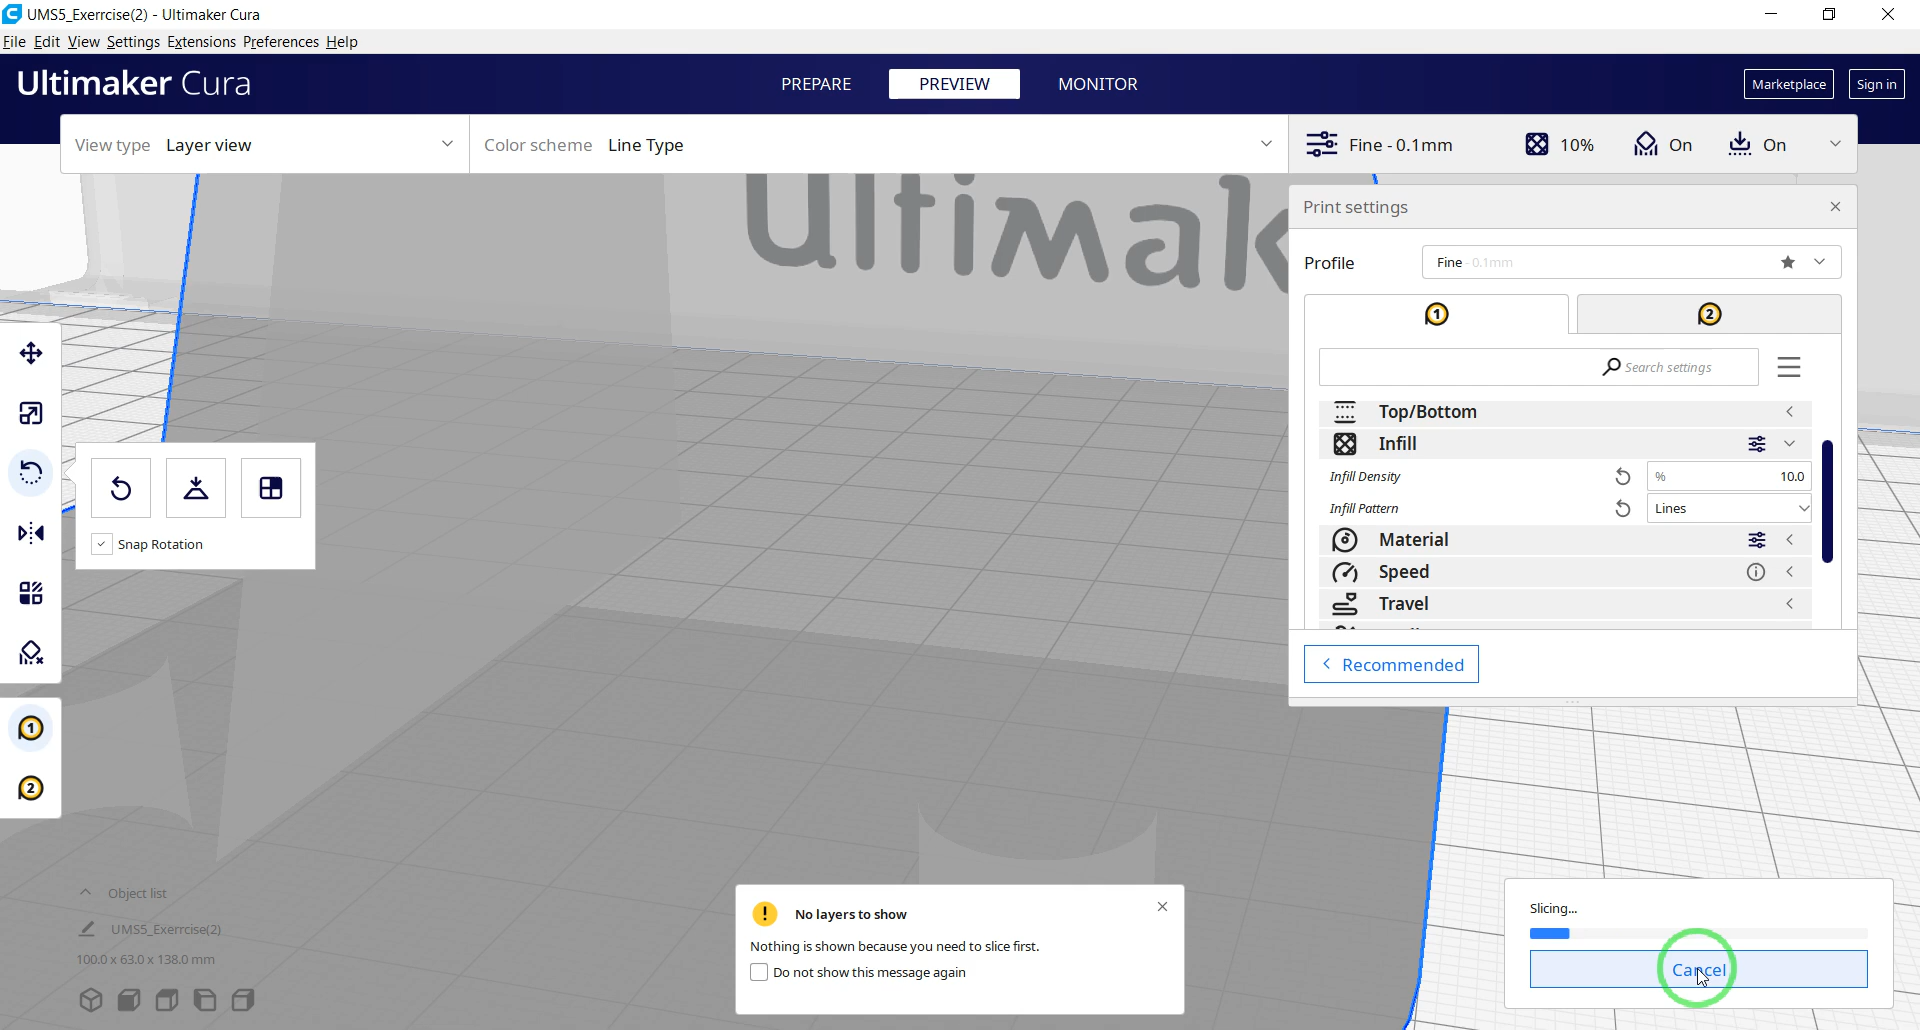 UMS5_Exerrcise(2) - Ultimaker Cura
File Edit View Settings Extensions Preferences Help
Ultimaker Cura
PREPARE
PREVIEW
MONITOR
Marketplace
Sign in
View type Layer view
Color scheme Line Type
Fine - 0.1mm
10%
On
On
Ultimak
Print settings
Profile
Fine - 0.1mm
1
2
Search settings
Top/Bottom
Infill
Infill Density
% 10.0
Infill Pattern
Lines
Material
Speed
Travel
Recommended
Snap Rotation
1
2
Object list
UMS5_Exerrcise(2)
100.0 x 63.0 x 138.0 mm
No layers to show
Nothing is shown because you need to slice first.
Do not show this message again
Slicing...
Cancel